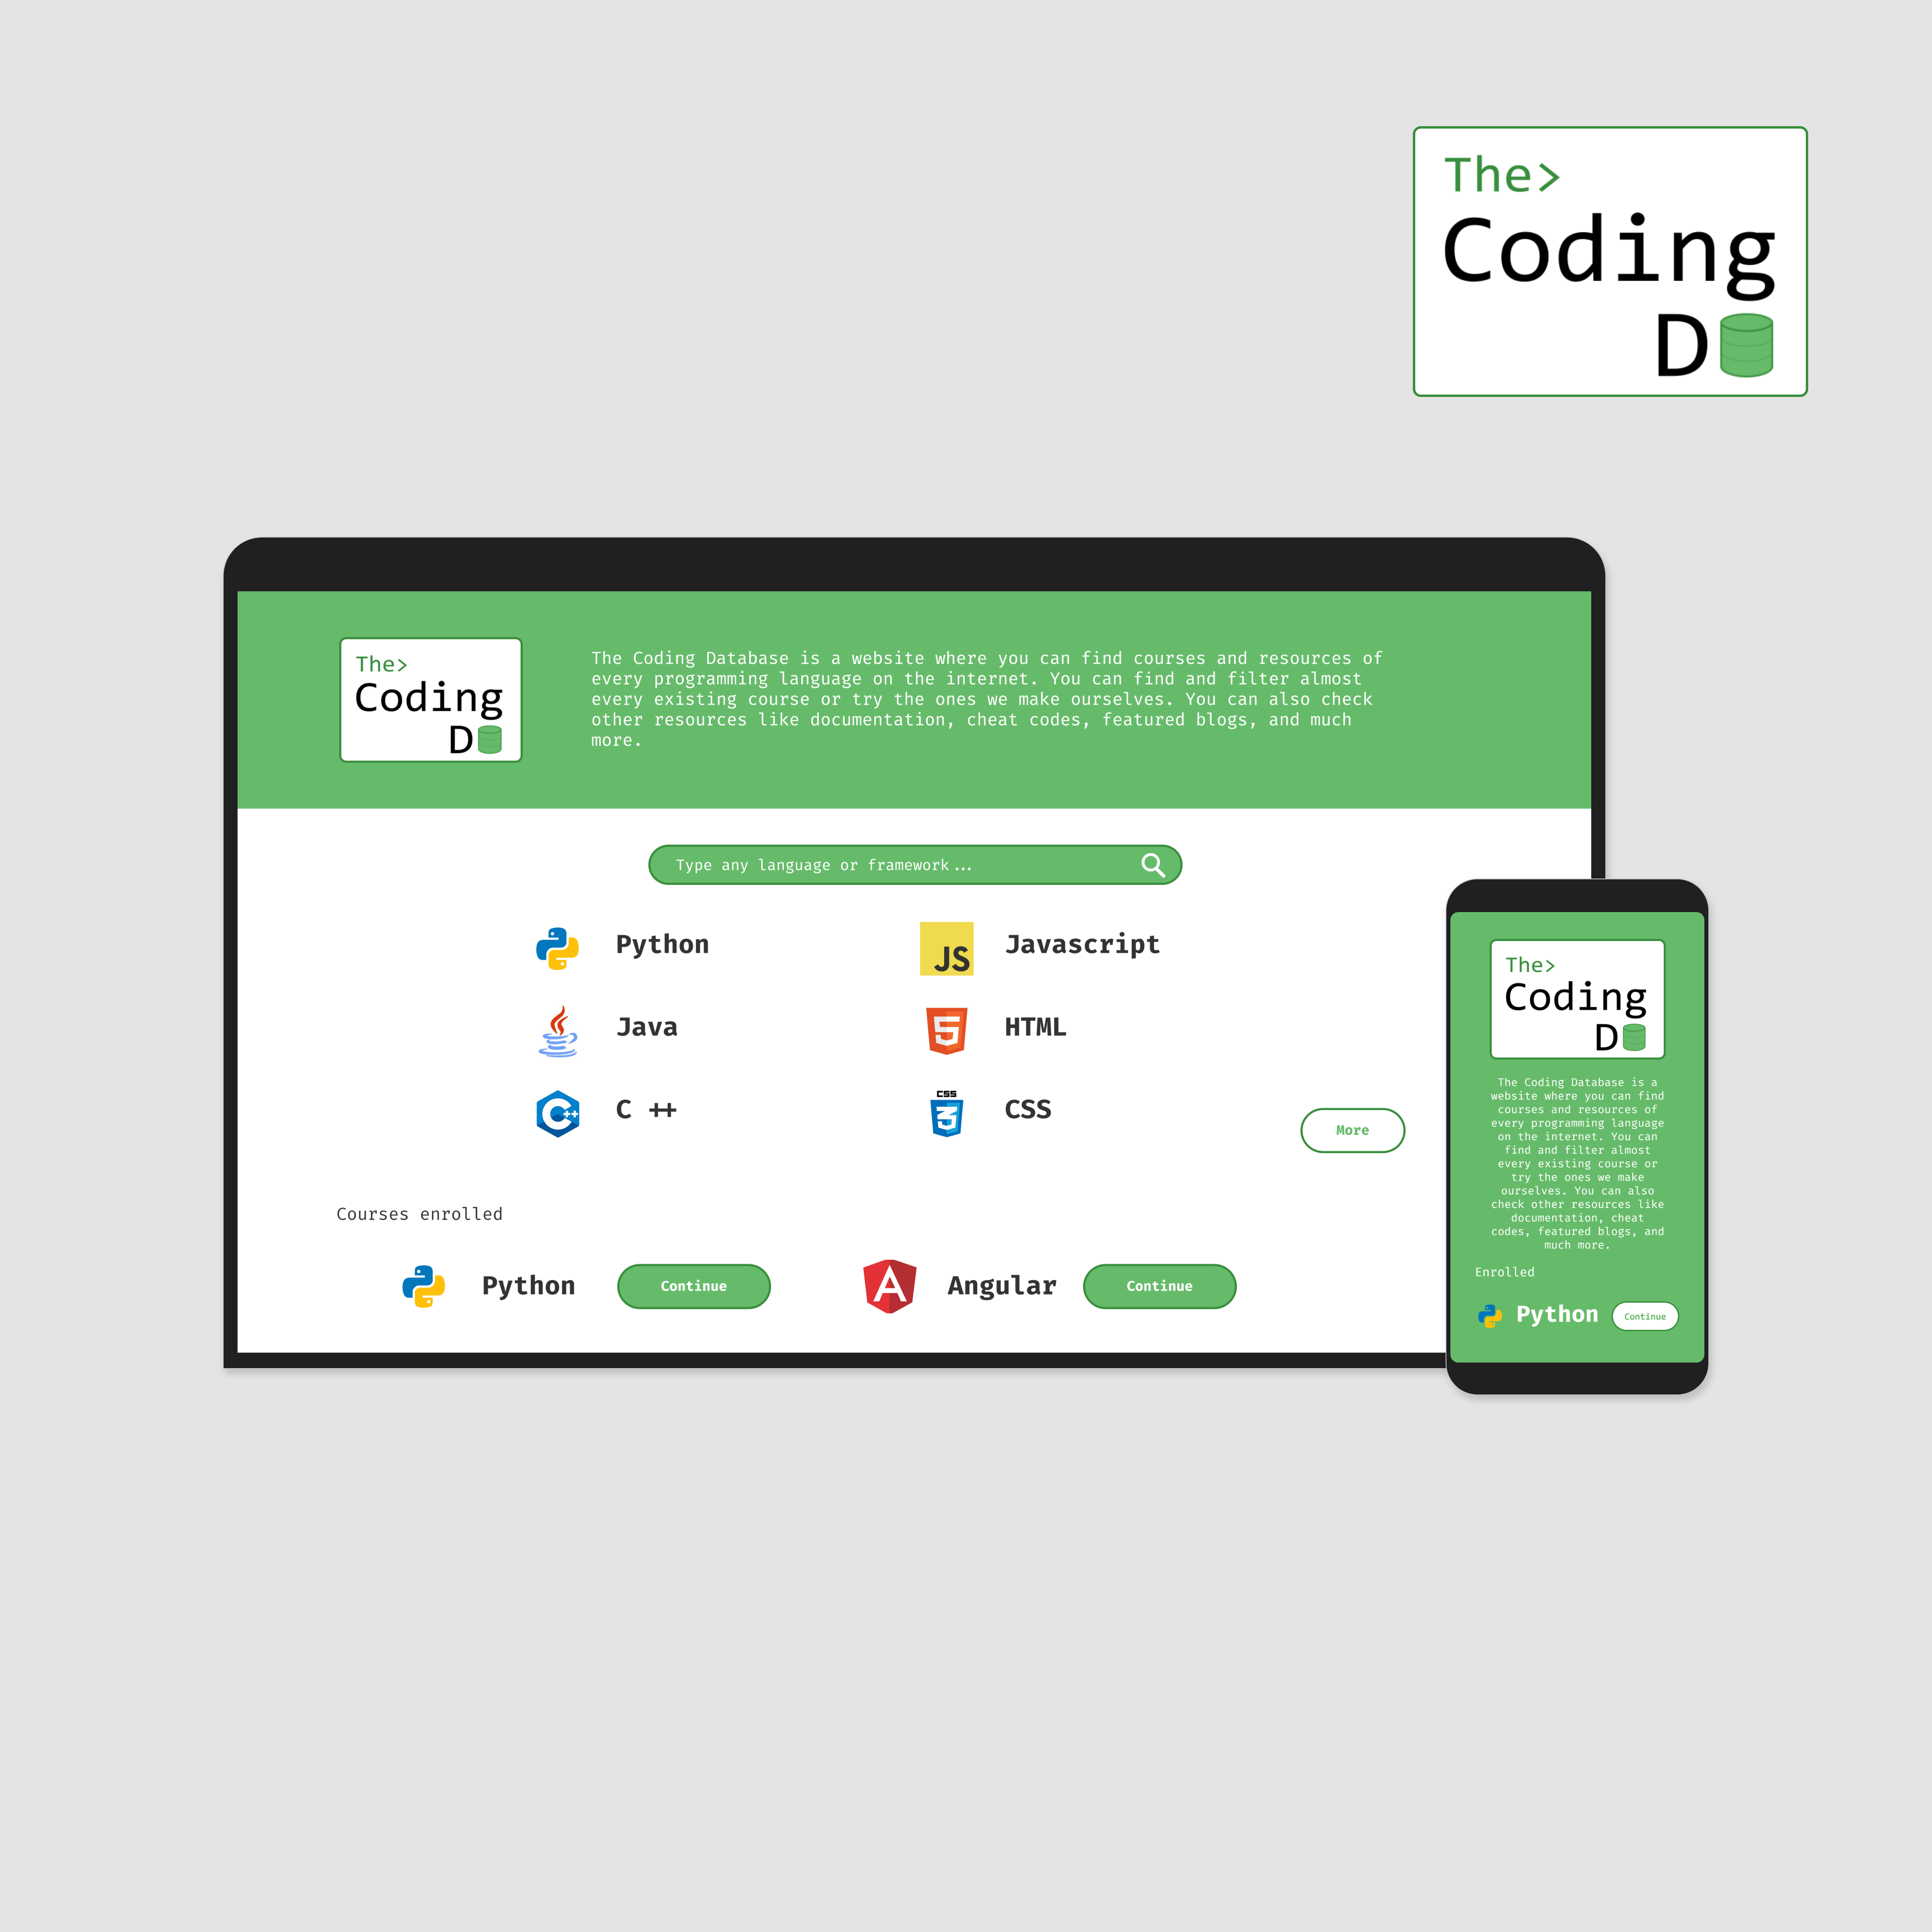 The>
Coding
D
The>
Coding
D
The Coding Database is a website where you can find courses and resources of
every programming language on the internet. You can find and filter almost
every existing course or try the ones we make ourselves. You can also check
other resources like documentation, cheat codes, featured blogs, and much
more.
Type any language or framework...
Python
JS
Javascript
Java
5
HTML
C++
C ++
CSS
3
CSS
More
Courses enrolled
Python
Continue
A
Angular
Continue
The>
Coding
D
The Coding Database is a
website where you can find
courses and resources of
every programming language
on the internet. You can
find and filter almost
every existing course or
try the ones we make
ourselves. You can also
check other resources like
documentation, cheat
codes, featured blogs, and
much more.
Enrolled
Python
Continue